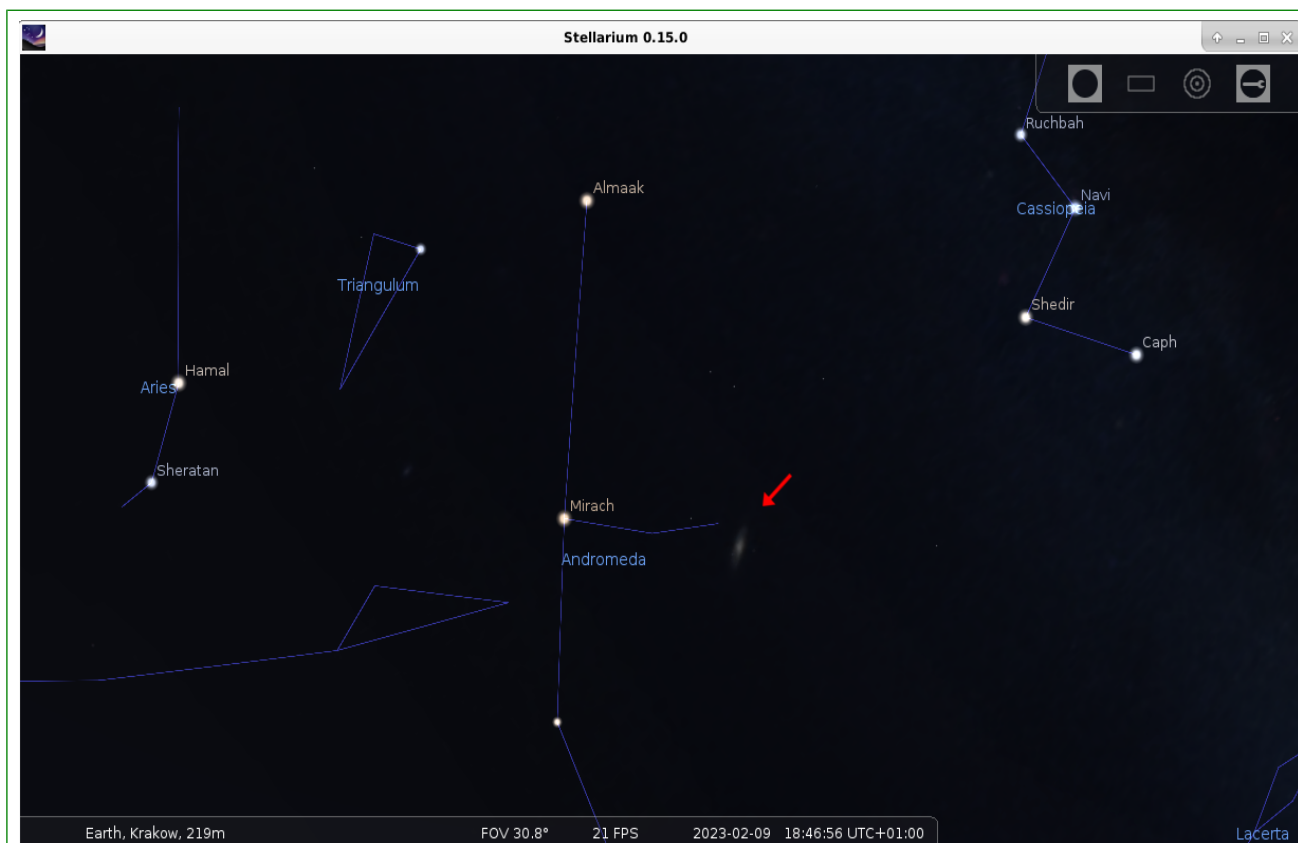 Stellarium 0.15.0
Ruchbah
Almaak
Navi
Cassiopeia
Triangulum
Shedir
Caph
Hamal
Aries
Sheratan
Mirach
Andromeda
Earth, Krakow, 219m FOV 30.8° 21 FPS 2023-02-09 18:46:56 UTC+01:00
Lacerta